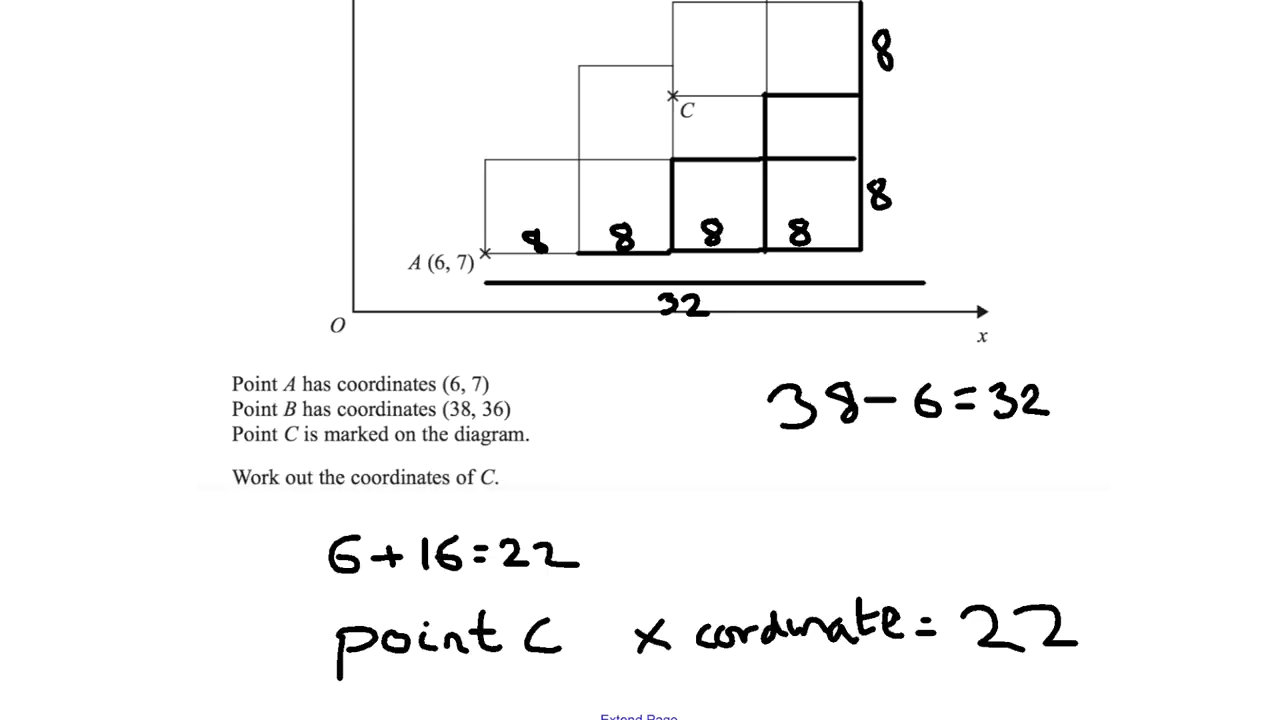 8
C
8
8 8 8 8
A (6, 7)
32
O
x
Point A has coordinates (6, 7)
Point B has coordinates (38, 36)
Point C is marked on the diagram.
38-6=32
Work out the coordinates of C.
6+16=22
point C x cordinate= 22
Extend Page